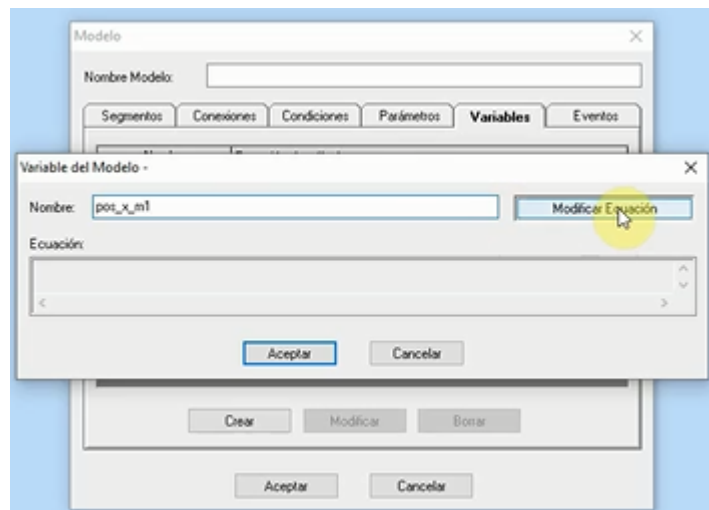 Modelo
Nombre Modelo:
Segmentos Conexiones Condiciones Parámetros Variables Eventos
Variable del Modelo -
Nombre: pos_x_m1 Modificar Ecuación
Ecuación:
Aceptar Cancelar
Crear Modificar Borrar
Aceptar Cancelar